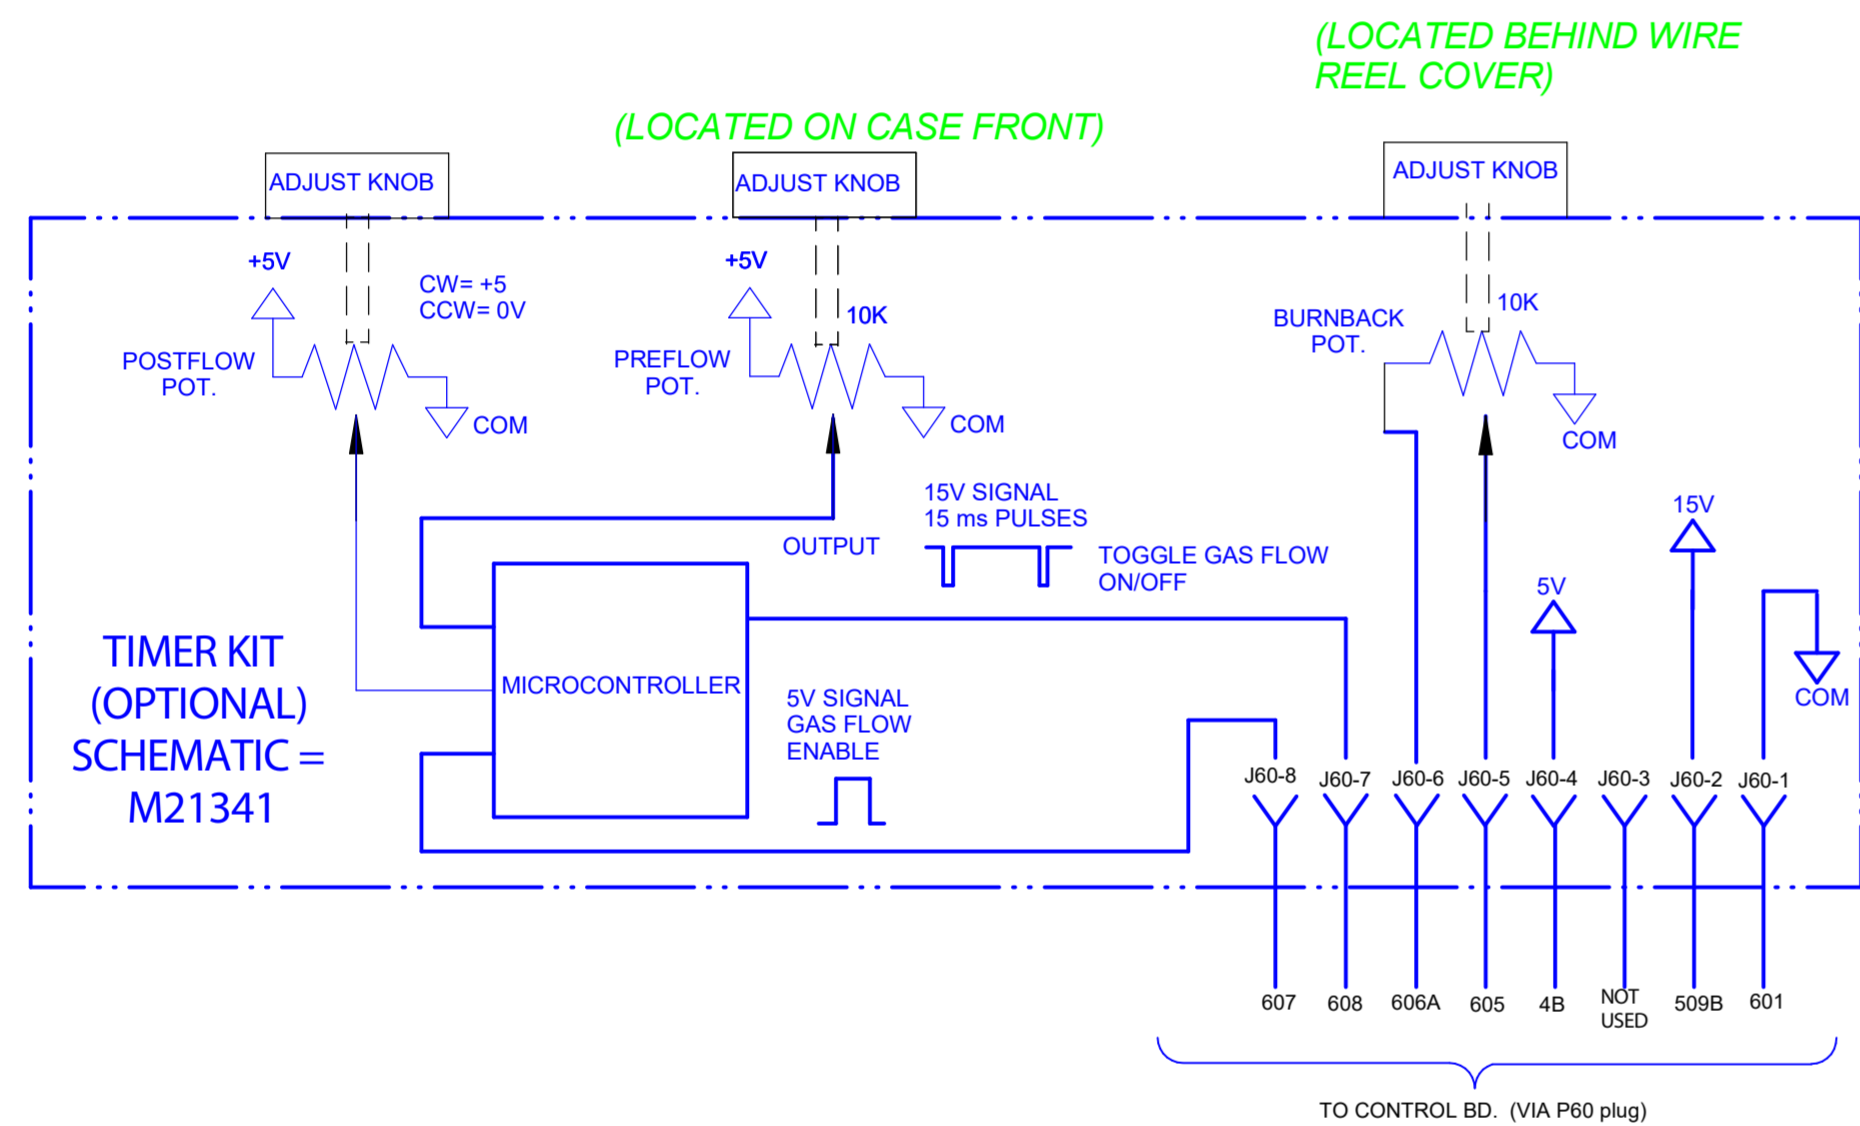 (LOCATED BEHIND WIRE
REEL COVER)
(LOCATED ON CASE FRONT)
ADJUST KNOB
ADJUST KNOB
ADJUST KNOB
+5V
CW= +5
CCW= 0V
POSTFLOW
POT.
COM
+5V
10K
PREFLOW
POT.
COM
10K
BURNBACK
POT.
COM
15V SIGNAL
15 ms PULSES
OUTPUT
TOGGLE GAS FLOW
ON/OFF
15V
5V
COM
TIMER KIT
(OPTIONAL)
SCHEMATIC =
M21341
MICROCONTROLLER
5V SIGNAL
GAS FLOW
ENABLE
J60-8 J60-7 J60-6 J60-5 J60-4 J60-3 J60-2 J60-1
607 608 606A 605 4B NOT 509B 601
USED
TO CONTROL BD. (VIA P60 plug)